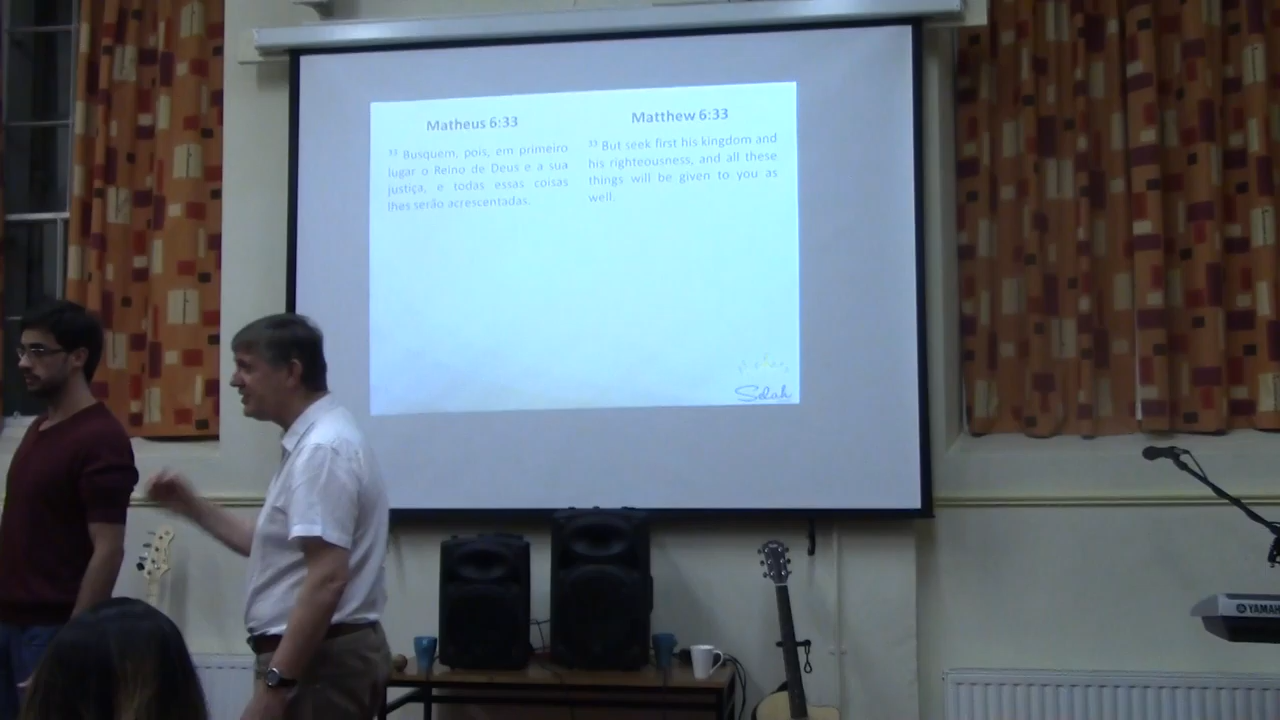 Matheus 6:33
³³ Busquem, pois, em primeiro
lugar o Reino de Deus e a sua
justiça, e todas essas coisas
lhes serão acrescentadas.
Matthew 6:33
³³ But seek first his kingdom and
his righteousness, and all these
things will be given to you as
well.
Selah
YAMAHA